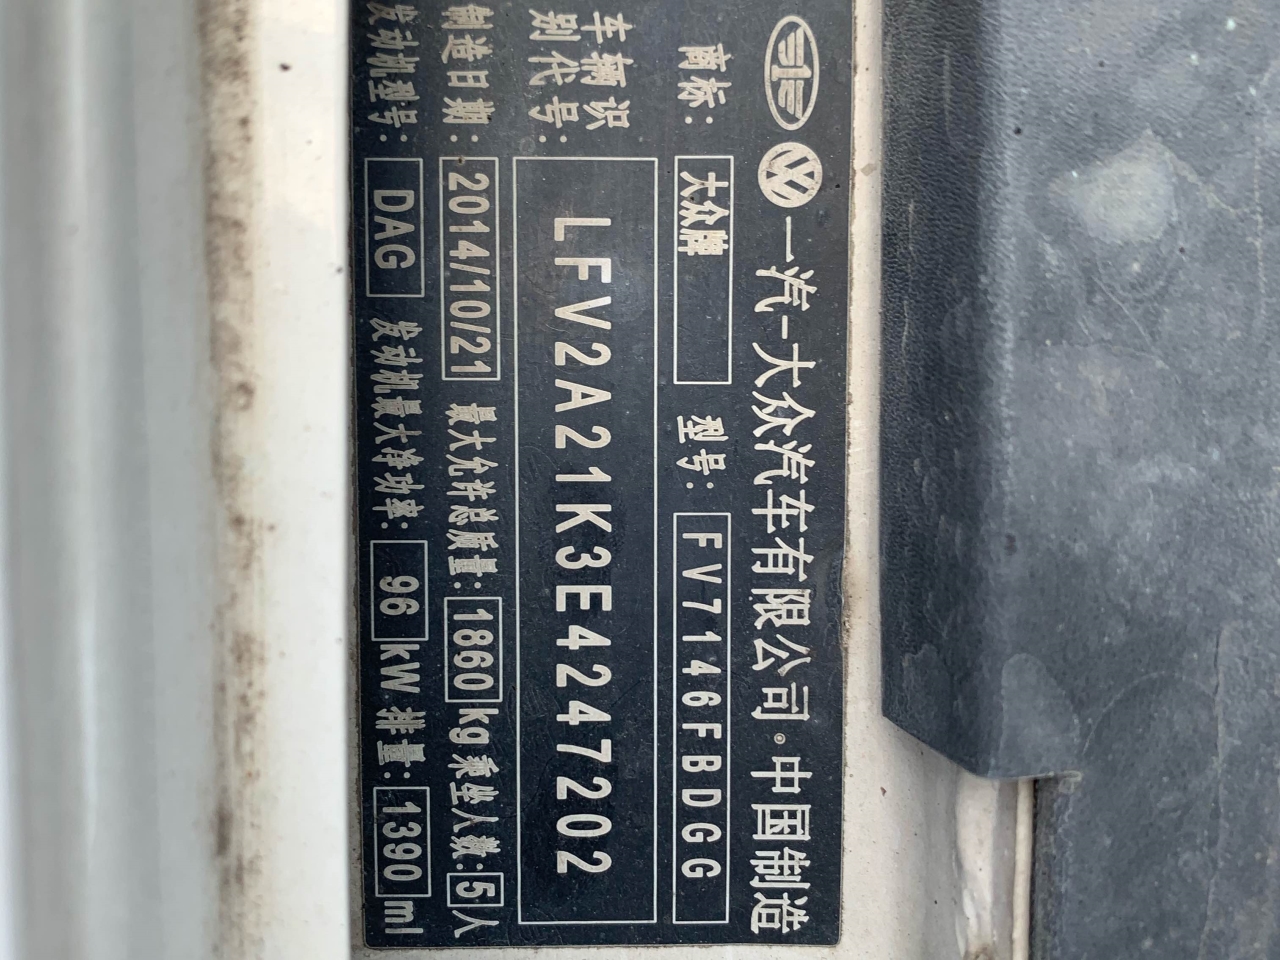 一汽-大众汽车有限公司·中国制造
商标: 大众牌 型号: FV7146FBDGG
车辆识别代号: LFV2A21K3E4247202
制造日期: 2014/10/21 最大允许总质量: 1860 kg 乘坐人数: 5 人
发动机型号: DAG 发动机最大净功率: 96 kW 排量: 1390 ml